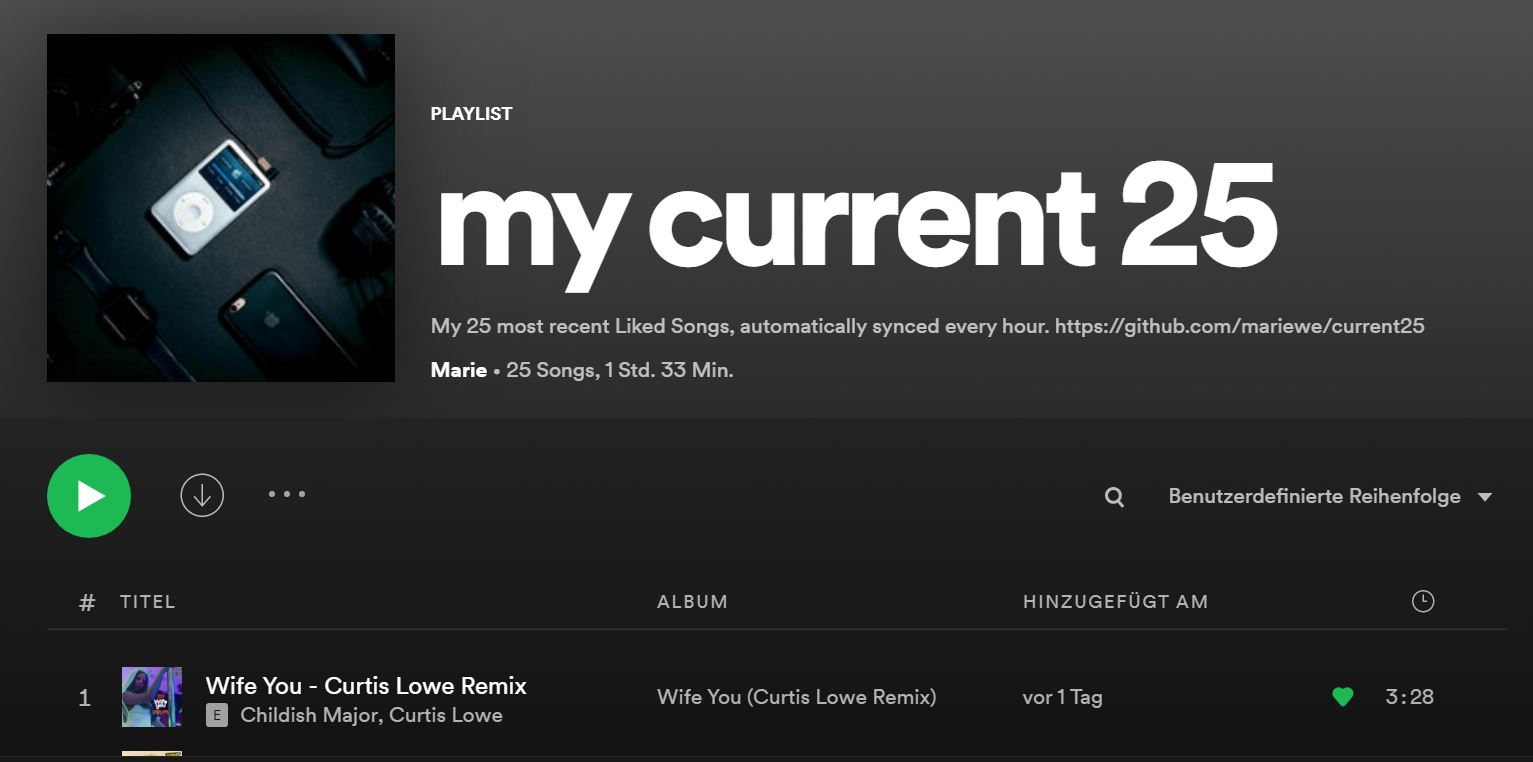 PLAYLIST
my current 25
My 25 most recent Liked Songs, automatically synced every hour. https://github.com/mariewe/current25
Marie • 25 Songs, 1 Std. 33 Min.
Benutzerdefinierte Reihenfolge
# TITEL ALBUM HINZUGEFÜGT AM
1 Wife You - Curtis Lowe Remix Wife You (Curtis Lowe Remix) vor 1 Tag 3:28
E Childish Major, Curtis Lowe